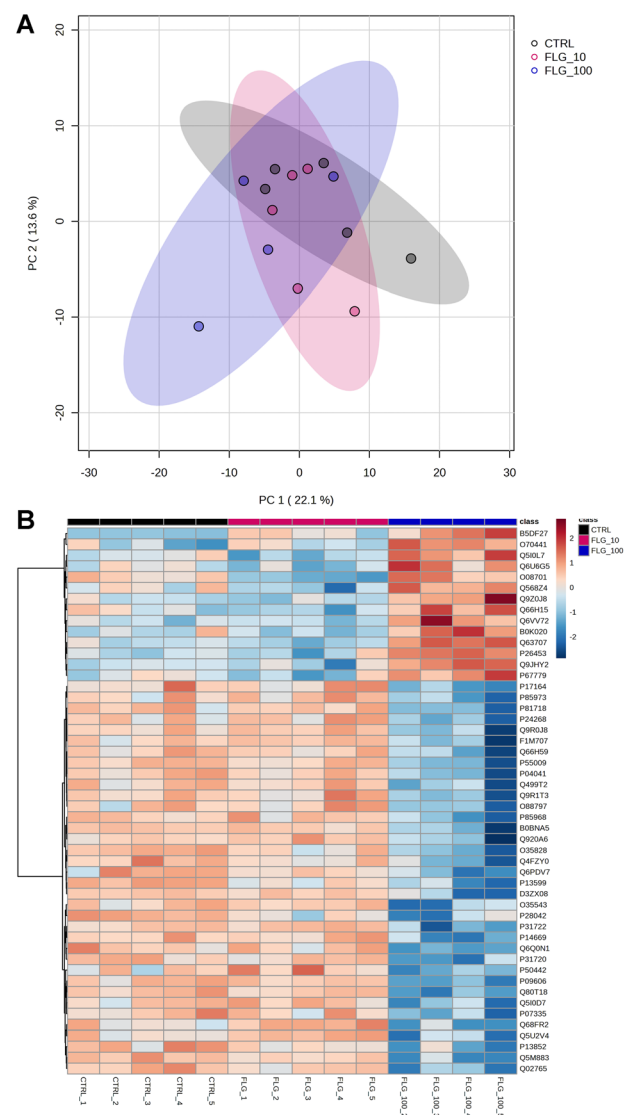 A
20
10
0
-10
-20
PC 2 ( 13.6 %)
-30
-20
-10
0
10
20
30
PC 1 ( 22.1 %)
CTRL
FLG_10
FLG_100
B
class
B5DF27
O70441
Q5I0L7
Q6U6G5
O08701
Q568Z4
Q9Z0J8
Q66H15
Q6VV72
B0K020
Q63707
P26453
Q9JHY2
P67779
P17164
P85973
P81718
P24268
Q9R0J8
F1M707
Q66H59
P55009
P04041
Q499T2
Q9R1T3
O88797
P85968
B0BNA5
Q920A6
O35828
Q4FZY0
Q6PDV7
P13599
D3ZX08
O35543
P28042
P31722
P14669
Q6Q0N1
P31720
P50442
P09606
Q80T18
Q5I0D7
P07335
Q68FR2
Q5U2V4
P13852
Q5M883
Q02765
2
1
0
-1
-2
class
CTRL
FLG_10
FLG_100
CTRL_1
CTRL_2
CTRL_3
CTRL_4
CTRL_5
FLG_1
FLG_2
FLG_3
FLG_4
FLG_5